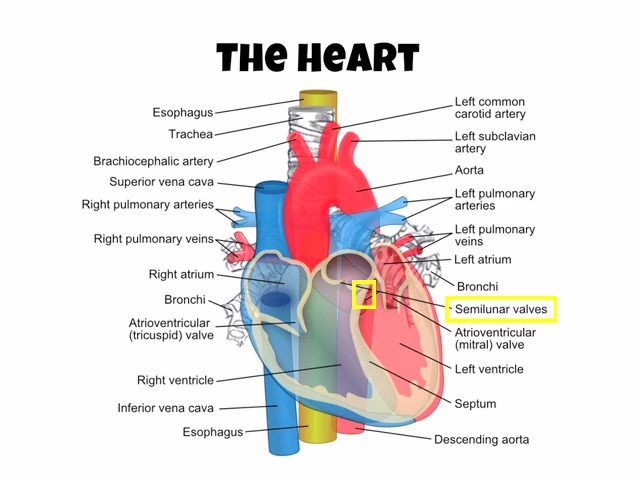 THE HEART
Esophagus
Trachea
Brachiocephalic artery
Superior vena cava
Right pulmonary arteries
Right pulmonary veins
Right atrium
Bronchi
Atrioventricular
(tricuspid) valve
Right ventricle
Inferior vena cava
Esophagus
Left common
carotid artery
Left subclavian
artery
Aorta
Left pulmonary
arteries
Left pulmonary
veins
Left atrium
Bronchi
Semilunar valves
Atrioventricular
(mitral) valve
Left ventricle
Septum
Descending aorta